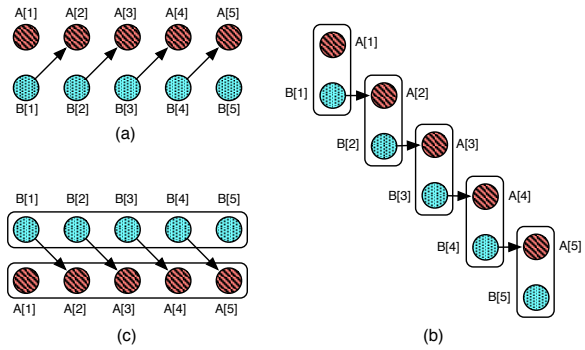 A[1] A[2] A[3] A[4] A[5]
B[1] B[2] B[3] B[4] B[5]
(a)
B[1] B[2] B[3] B[4] B[5]
A[1] A[2] A[3] A[4] A[5]
(c)
A[1]
B[1] A[2]
B[2] A[3]
B[3] A[4]
B[4] A[5]
B[5]
(b)